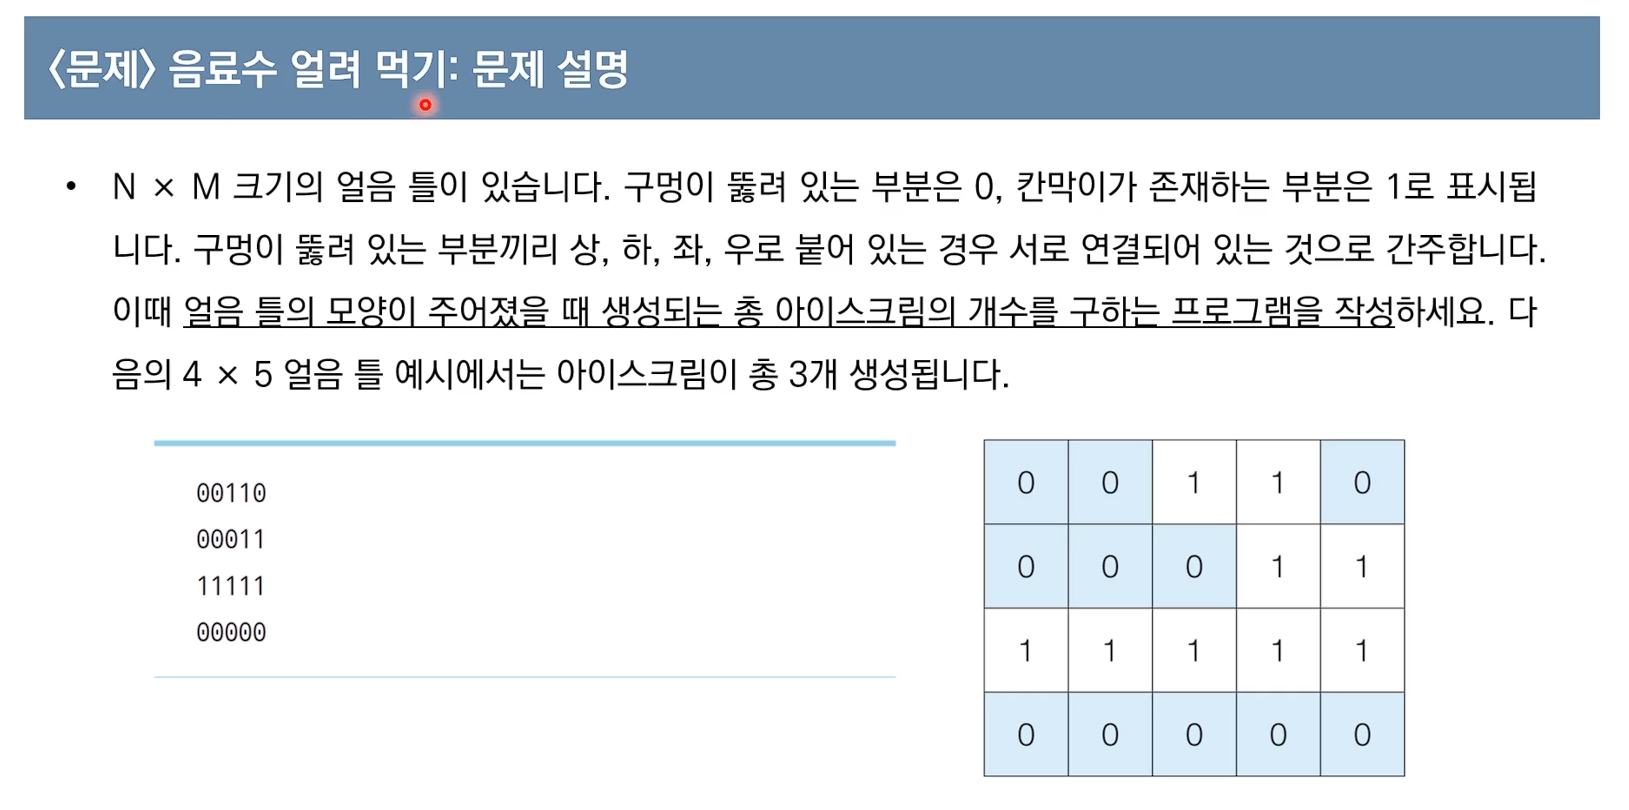 <문제> 음료수 얼려 먹기: 문제 설명
• N × M 크기의 얼음 틀이 있습니다. 구멍이 뚫려 있는 부분은 0, 칸막이가 존재하는 부분은 1로 표시됩
니다. 구멍이 뚫려 있는 부분끼리 상, 하, 좌, 우로 붙어 있는 경우 서로 연결되어 있는 것으로 간주합니다.
이때 얼음 틀의 모양이 주어졌을 때 생성되는 총 아이스크림의 개수를 구하는 프로그램을 작성하세요. 다
음의 4 × 5 얼음 틀 예시에서는 아이스크림이 총 3개 생성됩니다.
00110
00011
11111
00000
0 0 1 1 0
0 0 0 1 1
1 1 1 1 1
0 0 0 0 0